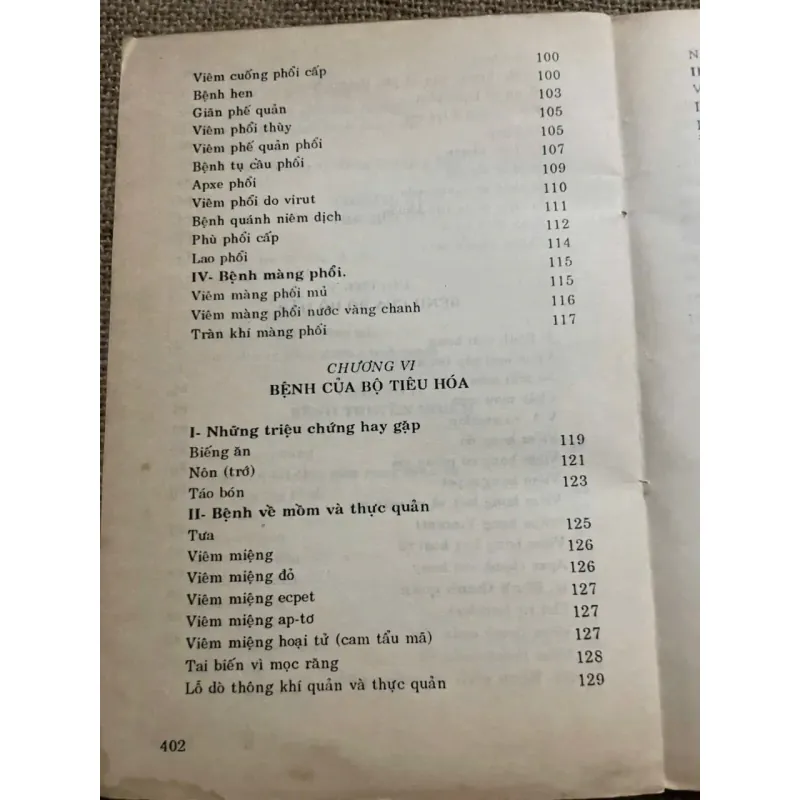 Viêm cuống phổi cấp 100
Bệnh hen 100
Giãn phế quản 103
Viêm phổi thùy 105
Viêm phế quản phổi 105
Bệnh tụ cầu phổi 107
Apxe phổi 109
Viêm phổi do virut 110
Bệnh quánh niêm dịch 111
Phù phổi cấp 112
Lao phổi 114
IV- Bệnh màng phổi. 115
Viêm màng phổi mủ 115
Viêm màng phổi nước vàng chanh 116
Tràn khí màng phổi 117
CHƯƠNG VI
BỆNH CỦA BỘ TIÊU HÓA
I- Những triệu chứng hay gặp
Biếng ăn 119
Nôn (trớ) 121
Táo bón 123
II- Bệnh về mồm và thực quản
Tưa 125
Viêm miệng 126
Viêm miệng đỏ 126
Viêm miệng ecpet 127
Viêm miệng ap-tơ 127
Viêm miệng hoại tử (cam tẩu mã) 127
Tai biến vì mọc răng 128
Lỗ dò thông khí quản và thực quản 129
402